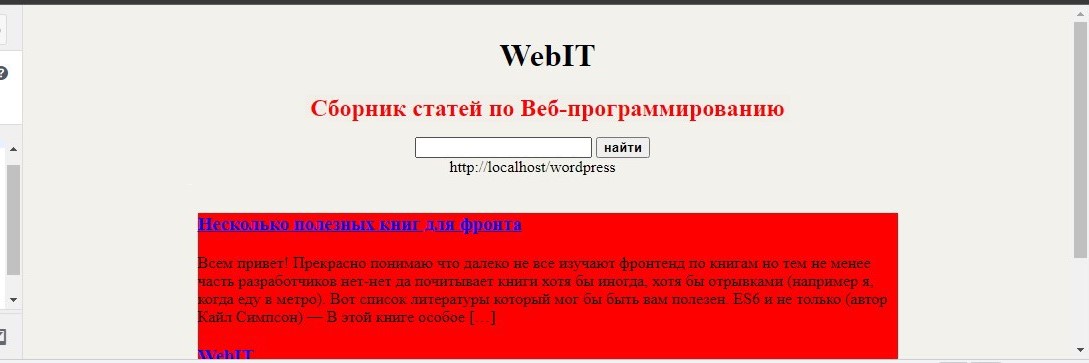 WebIT
Сборник статей по Веб-программированию
найти
http://localhost/wordpress
Несколько полезных книг для фронта
Всем привет! Прекрасно понимаю что далеко не все изучают фронтенд по книгам но тем не менее
часть разработчиков нет-нет да почитывает книги хотя бы иногда, хотя бы отрывками (например я,
когда еду в метро). Вот список литературы который мог бы быть вам полезен. ES6 и не только (автор
Кайл Симпсон) — В этой книге особое […]
WebIT